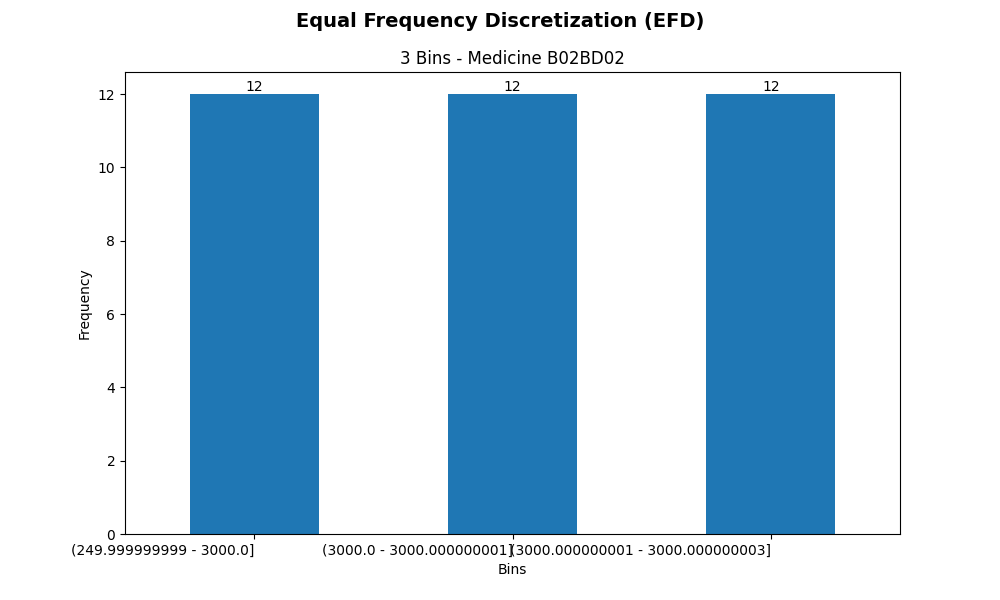 Equal Frequency Discretization (EFD)
3 Bins - Medicine B02BD02
12 12 12
12
10
8
6
4
2
0
Frequency
(249.999999999 - 3000.0] (3000.0 - 3000.000000001] (3000.000000001 - 3000.000000003]
Bins